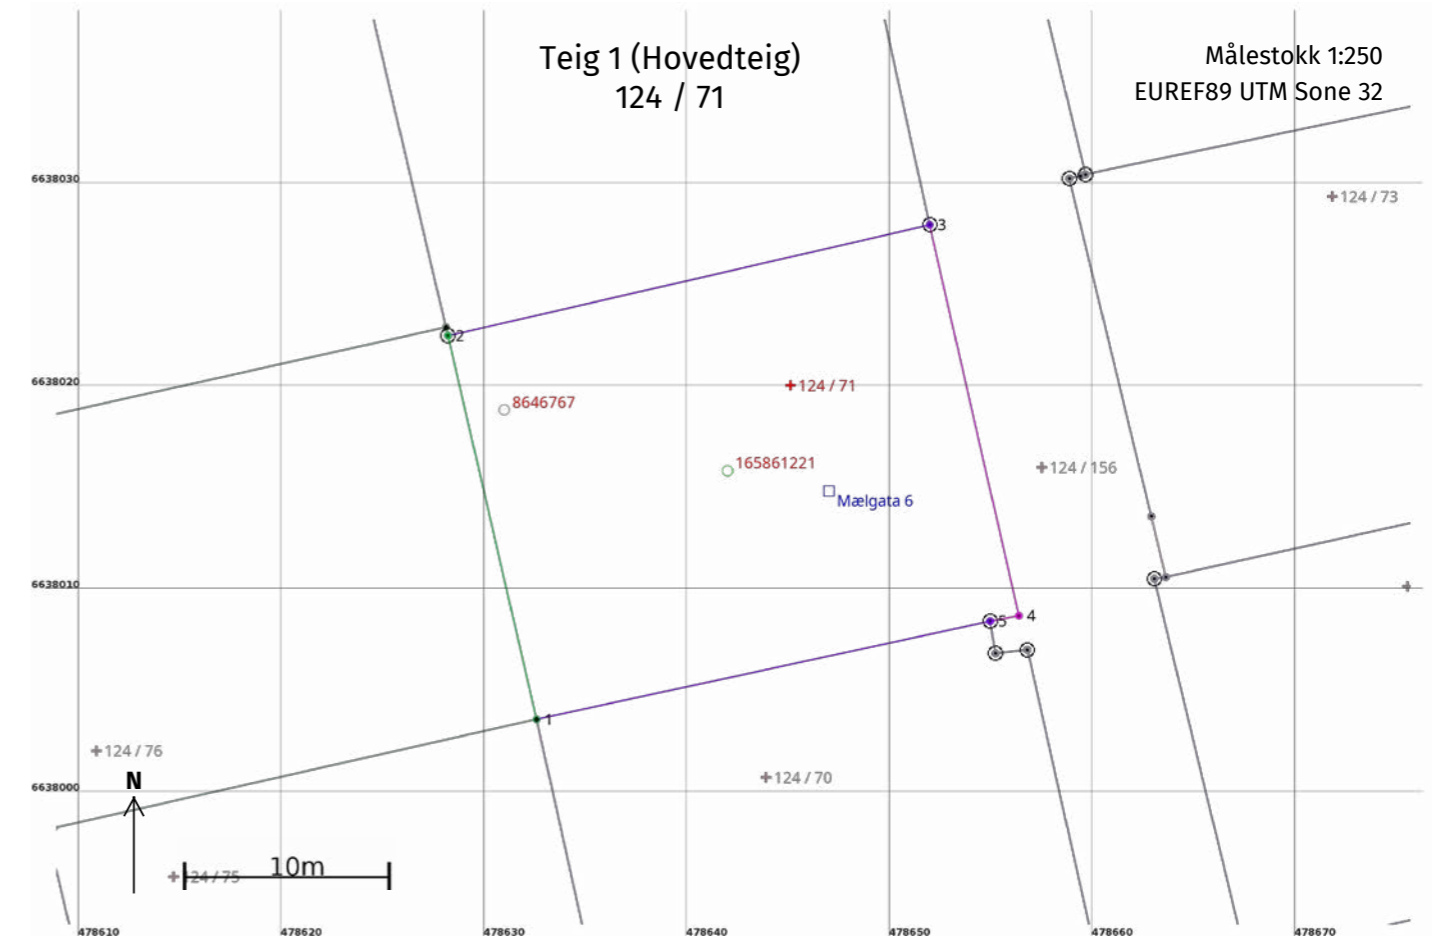 Teig 1 (Hovedteig)
124 / 71
Målestokk 1:250
EUREF89 UTM Sone 32
6638030
124 / 73
3
2
6638020
124 / 71
8646767
165861221
124 / 156
Mælgata 6
6638010
5
4
1
124 / 76
N
124 / 70
6638000
10m
24 / 75
478610
478620
478630
478640
478650
478660
478670